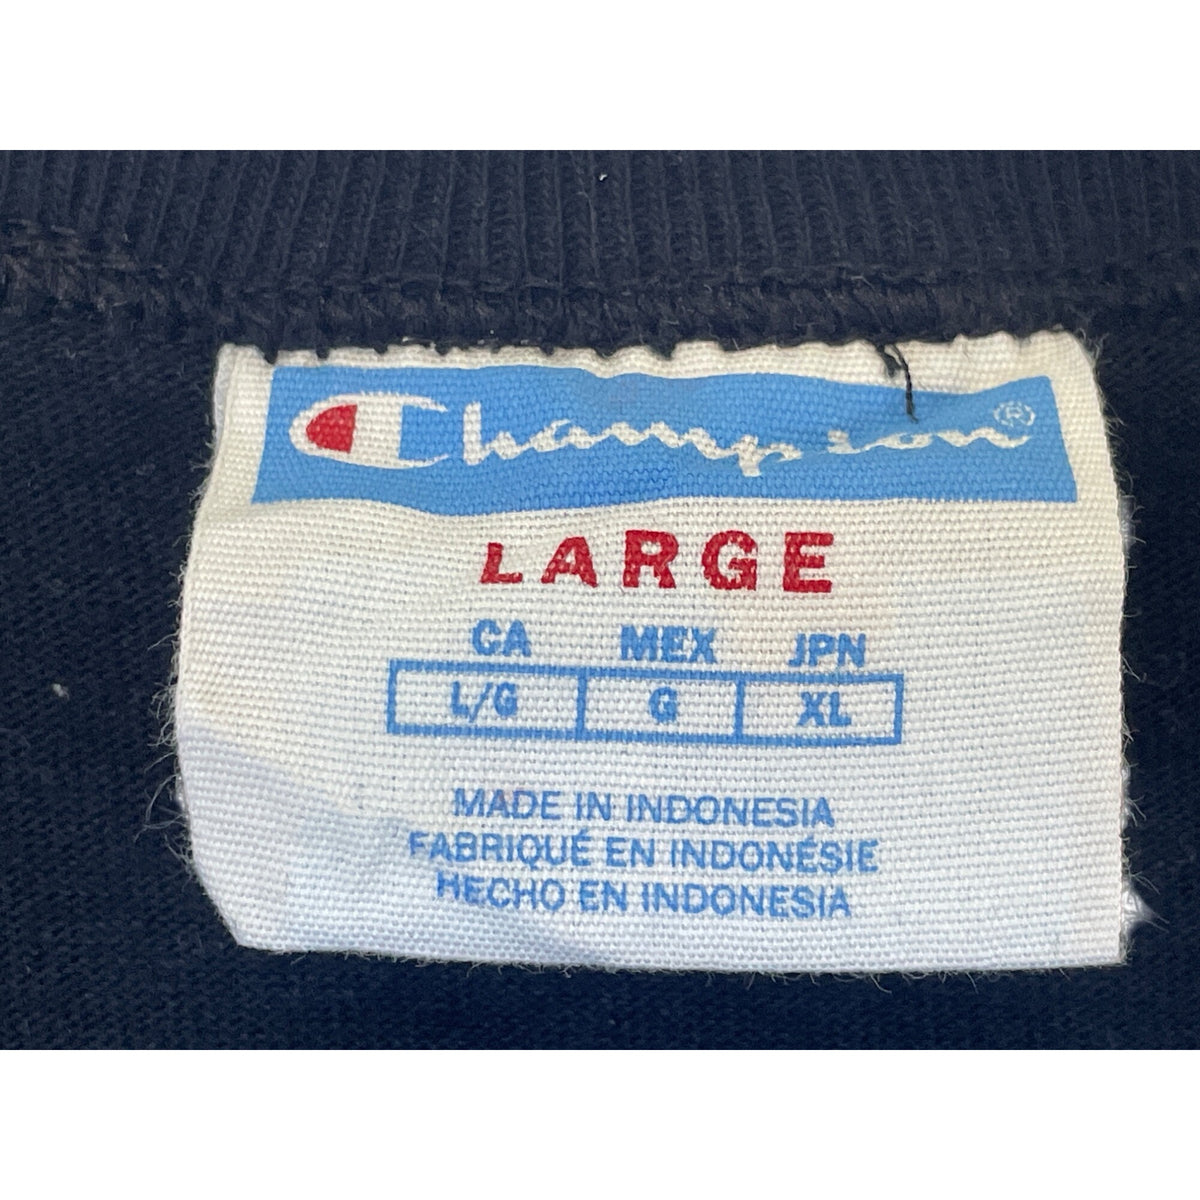 Champion®
LARGE
CA MEX JPN
L/G G XL
MADE IN INDONESIA
FABRIQUÉ EN INDONÉSIE
HECHO EN INDONESIA